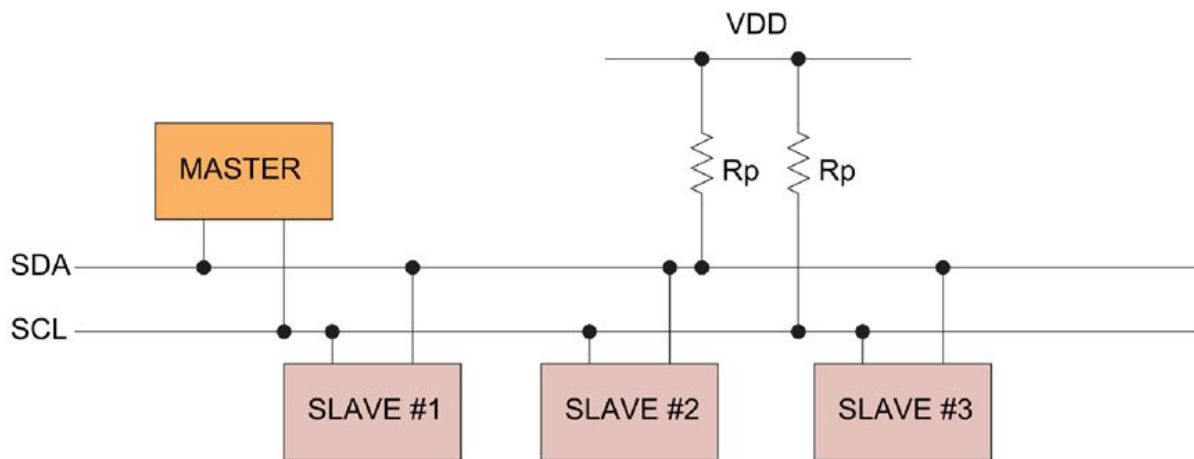 VDD
MASTER
Rp
Rp
SDA
SCL
SLAVE #1
SLAVE #2
SLAVE #3